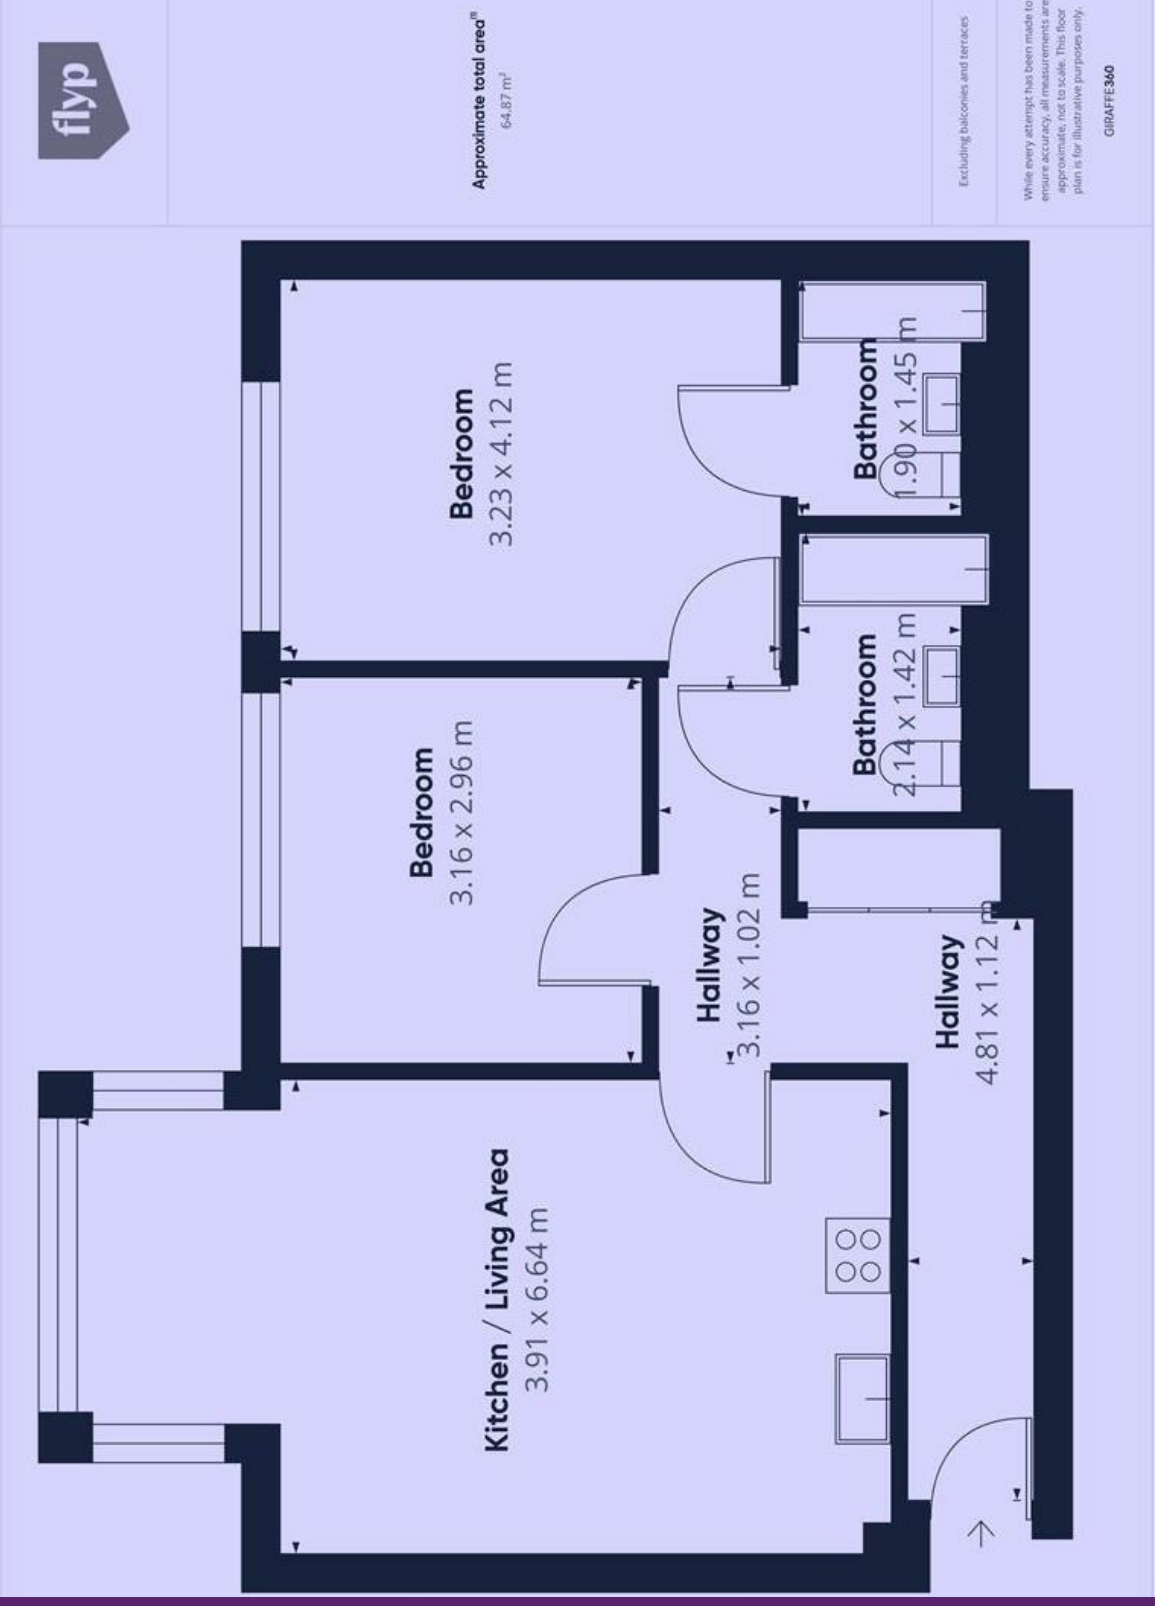 flyp
Approximate total area⁽¹⁾
64.87 m²
Excluding balconies and terraces
While every attempt has been made to
ensure accuracy, all measurements are
approximate, not to scale. This floor
plan is for illustrative purposes only.
GIRAFFE360
Kitchen / Living Area
3.91 x 6.64 m
Bedroom
3.16 x 2.96 m
Bedroom
3.23 x 4.12 m
Hallway
3.16 x 1.02 m
Hallway
4.81 x 1.12 m
Bathroom
2.14 x 1.42 m
Bathroom
1.90 x 1.45 m